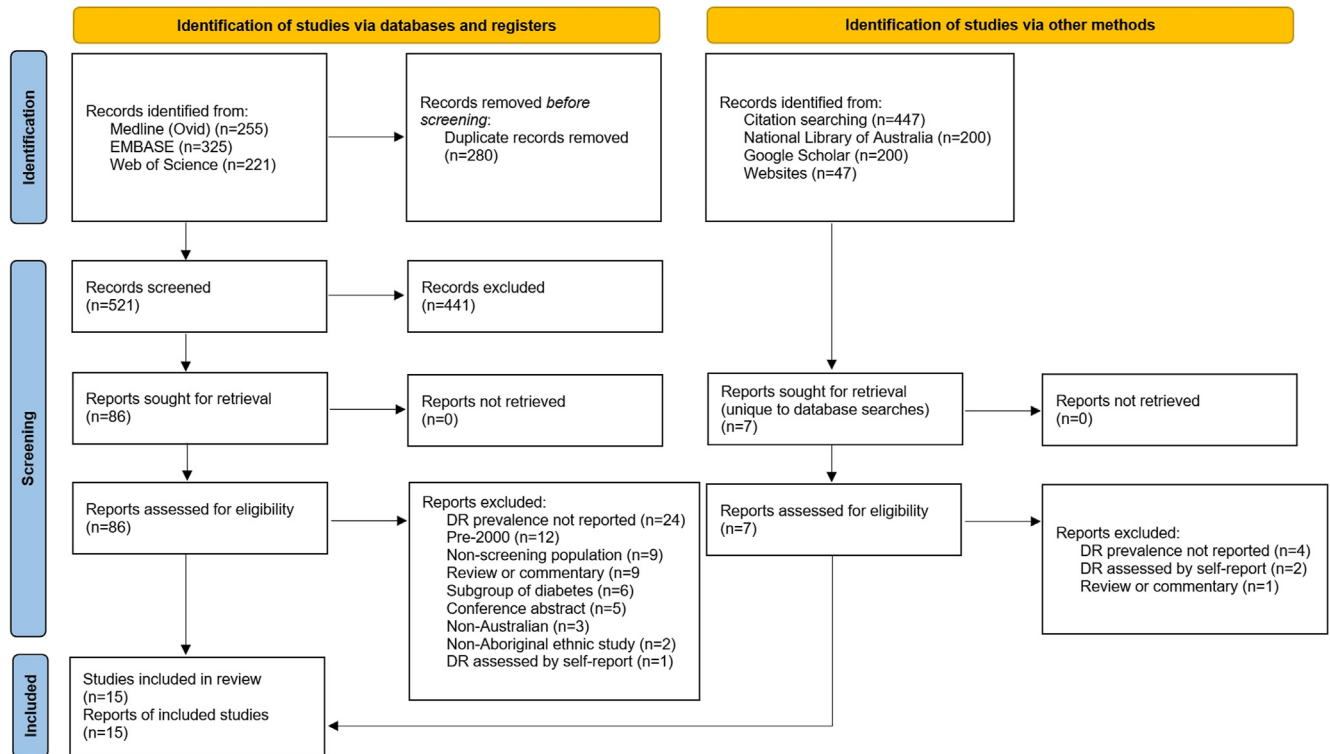 Identification of studies via databases and registers
Identification of studies via other methods
Identification
Records identified from:
Medline (Ovid) (n=255)
EMBASE (n=325)
Web of Science (n=221)
Records removed before
screening:
Duplicate records removed
(n=280)
Records identified from:
Citation searching (n=447)
National Library of Australia (n=200)
Google Scholar (n=200)
Websites (n=47)
Screening
Records screened
(n=521)
Records excluded
(n=441)
Reports sought for retrieval
(n=86)
Reports not retrieved
(n=0)
Reports sought for retrieval
(unique to database searches)
(n=7)
Reports not retrieved
(n=0)
Reports assessed for eligibility
(n=86)
Reports excluded:
DR prevalence not reported (n=24)
Pre-2000 (n=12)
Non-screening population (n=9)
Review or commentary (n=9
Subgroup of diabetes (n=6)
Conference abstract (n=5)
Non-Australian (n=3)
Non-Aboriginal ethnic study (n=2)
DR assessed by self-report (n=1)
Reports assessed for eligibility
(n=7)
Reports excluded:
DR prevalence not reported (n=4)
DR assessed by self-report (n=2)
Review or commentary (n=1)
Included
Studies included in review
(n=15)
Reports of included studies
(n=15)